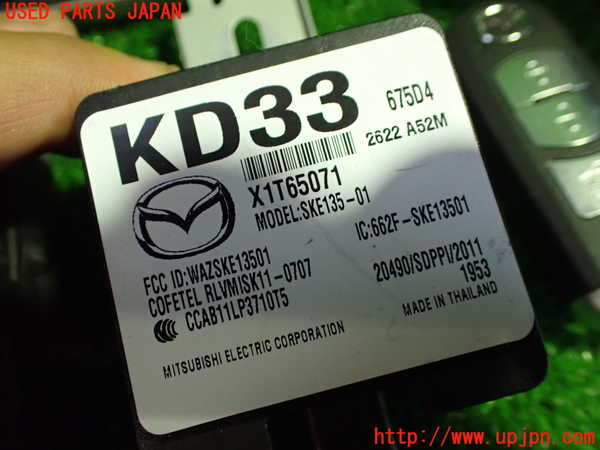 USED PARTS JAPAN
KD33
675D4
2622 A52M
X1T65071
MODEL:SKE135-01
FCC ID:WAZSKE13501
IC:662F-SKE13501
COFETEL RLVMISK11-0707
20490/SDPPI/2011
CCAB11LP3710T5
1953
MADE IN THAILAND
MITSUBISHI ELECTRIC CORPORATION
http://www.upjpn.com/